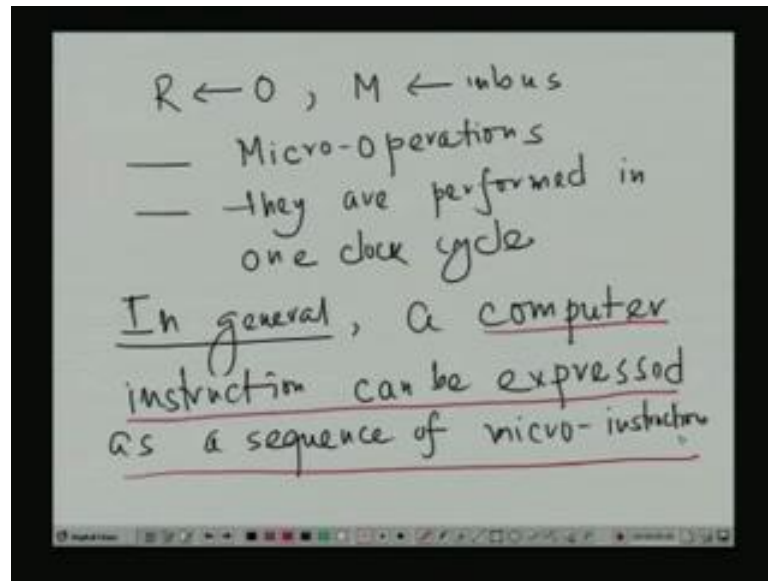 R ← 0 , M ← inbus
— Micro-Operations
— they are performed in
one clock cycle
In general, a computer
instruction can be expressed
as a sequence of micro-instructions